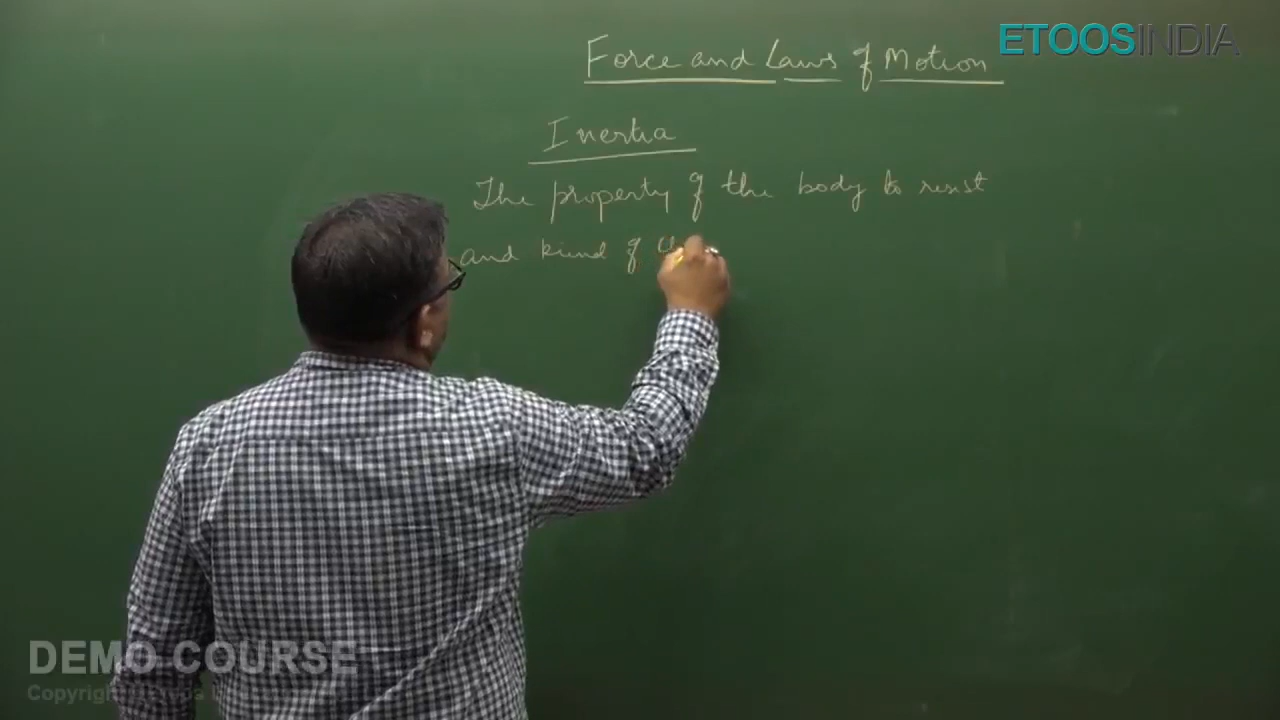 ETOOSINDIA
Force and Laws of Motion
Inertia
The property of the body to resist
and kind of
DEMO COURSE